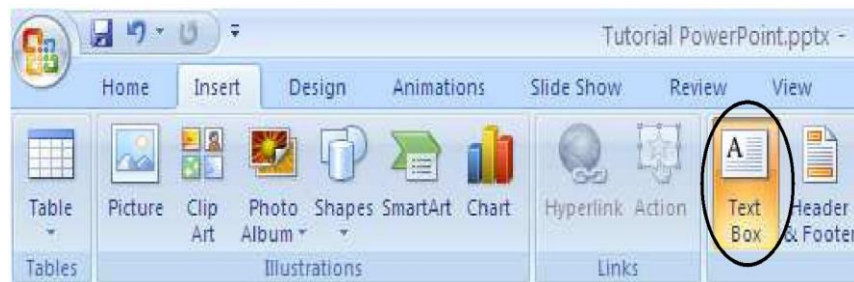 Tutorial PowerPoint.pptx -
Home Insert Design Animations Slide Show Review View
Table Picture Clip Art Photo Album Shapes SmartArt Chart Hyperlink Action Text Box Header & Footer
Tables Illustrations Links